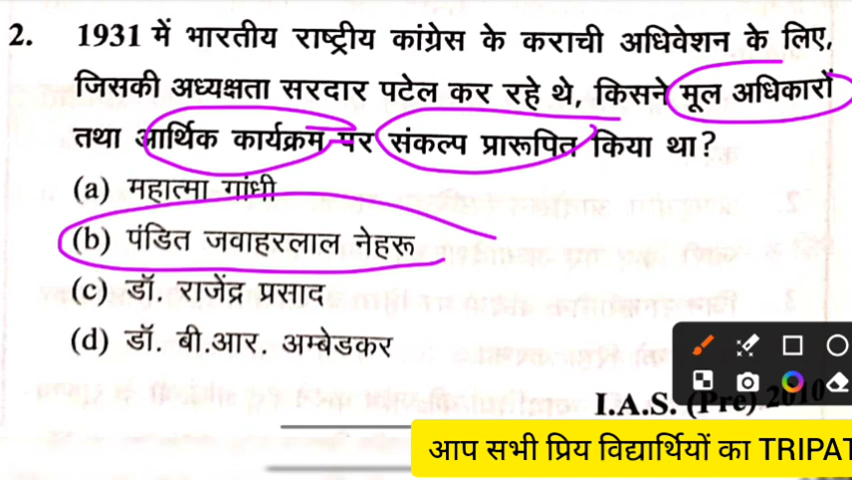 2. 1931 में भारतीय राष्ट्रीय कांग्रेस के कराची अधिवेशन के लिए,
जिसकी अध्यक्षता सरदार पटेल कर रहे थे, किसने मूल अधिकारों
तथा आर्थिक कार्यक्रम पर संकल्प प्रारूपित किया था?
(a) महात्मा गांधी
(b) पंडित जवाहरलाल नेहरू
(c) डॉ. राजेंद्र प्रसाद
(d) डॉ. बी.आर. अम्बेडकर
I.A.S. (Pre) 2010
आप सभी प्रिय विद्यार्थियों का TRIPAT